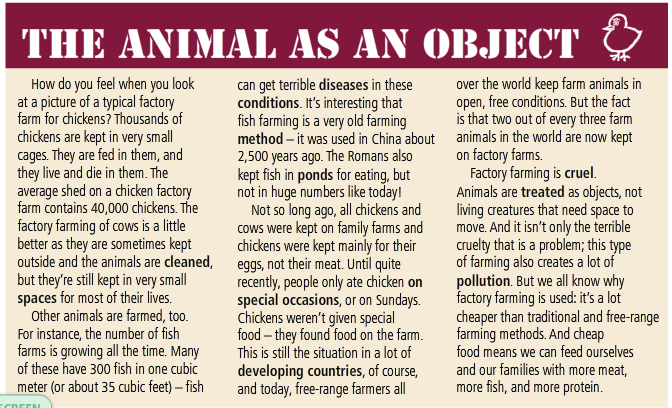 THE ANIMAL AS AN OBJECT
How do you feel when you look
at a picture of a typical factory
farm for chickens? Thousands of
chickens are kept in very small
cages. They are fed in them, and
they live and die in them. The
average shed on a chicken factory
farm contains 40,000 chickens. The
factory farming of cows is a little
better as they are sometimes kept
outside and the animals are cleaned,
but they're still kept in very small
spaces for most of their lives.
Other animals are farmed, too.
For instance, the number of fish
farms is growing all the time. Many
of these have 300 fish in one cubic
meter (or about 35 cubic feet) – fish
can get terrible diseases in these
conditions. It's interesting that
fish farming is a very old farming
method – it was used in China about
2,500 years ago. The Romans also
kept fish in ponds for eating, but
not in huge numbers like today!
Not so long ago, all chickens and
cows were kept on family farms and
chickens were kept mainly for their
eggs, not their meat. Until quite
recently, people only ate chicken on
special occasions, or on Sundays.
Chickens weren't given special
food – they found food on the farm.
This is still the situation in a lot of
developing countries, of course,
and today, free-range farmers all
over the world keep farm animals in
open, free conditions. But the fact
is that two out of every three farm
animals in the world are now kept
on factory farms.
Factory farming is cruel.
Animals are treated as objects, not
living creatures that need space to
move. And it isn't only the terrible
cruelty that is a problem; this type
of farming also creates a lot of
pollution. But we all know why
factory farming is used: it's a lot
cheaper than traditional and free-range
farming methods. And cheap
food means we can feed ourselves
and our families with more meat,
more fish, and more protein.
SCREEN